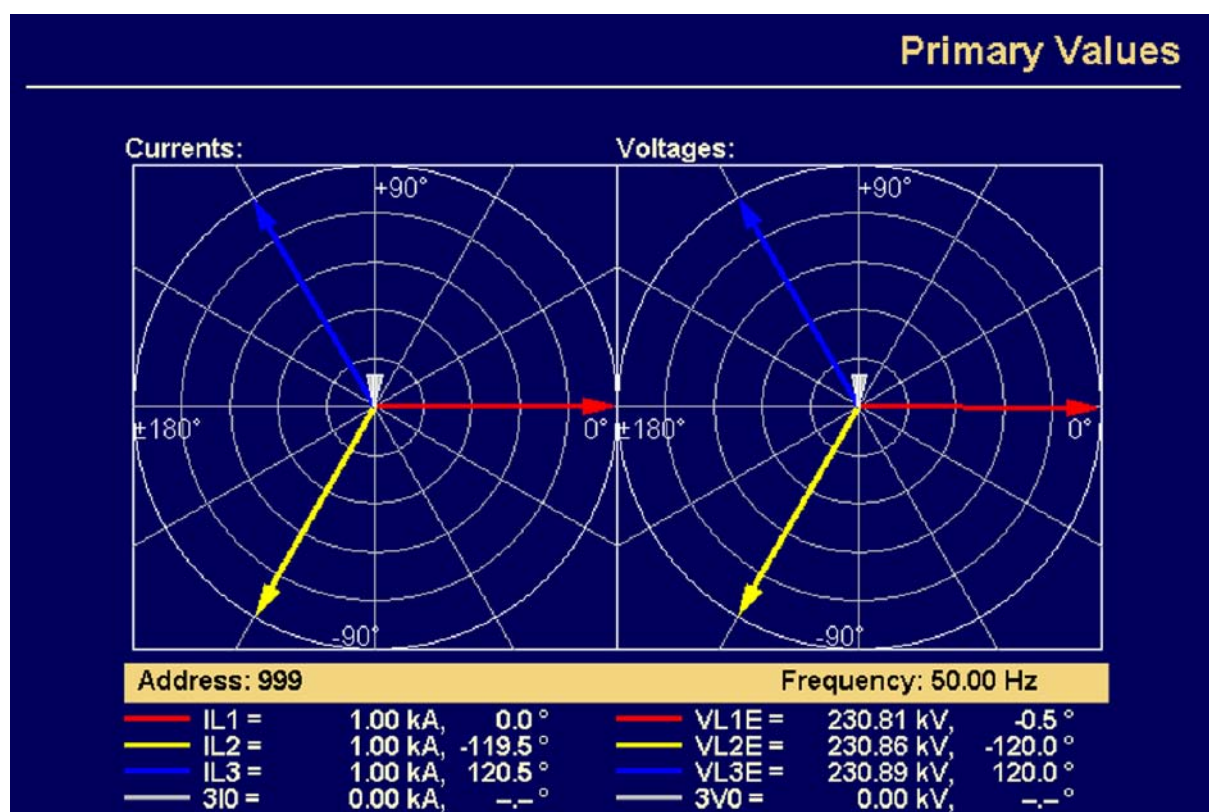 Primary Values
Currents: Voltages:
+90° +90°
±180° 0° ±180° 0°
-90° -90°
Address: 999 Frequency: 50.00 Hz
IL1 = 1.00 kA, 0.0 ° VL1E = 230.81 kV, -0.5 °
IL2 = 1.00 kA, -119.5 ° VL2E = 230.86 kV, -120.0 °
IL3 = 1.00 kA, 120.5 ° VL3E = 230.89 kV, 120.0 °
3I0 = 0.00 kA, --.-- ° 3V0 = 0.00 kV, --.-- °